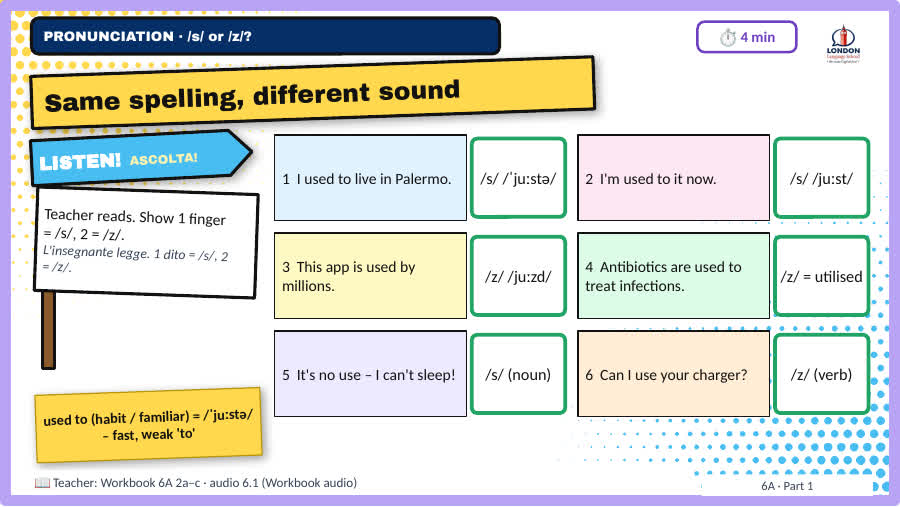 PRONUNCIATION · /s/ or /z/?
⏱️ 4 min
LONDON
Language School
Same spelling, different sound
LISTEN! ASCOLTA!
Teacher reads. Show 1 finger
= /s/, 2 = /z/.
L'insegnante legge. 1 dito = /s/, 2
= /z/.
1 I used to live in Palermo.
/s/ /ˈjuːstə/
2 I'm used to it now.
/s/ /juːst/
3 This app is used by
millions.
/z/ /juːzd/
4 Antibiotics are used to
treat infections.
/z/ = utilised
5 It's no use – I can't sleep!
/s/ (noun)
6 Can I use your charger?
/z/ (verb)
used to (habit / familiar) = /ˈjuːstə/
– fast, weak 'to'
📖 Teacher: Workbook 6A 2a–c · audio 6.1 (Workbook audio)
6A · Part 1